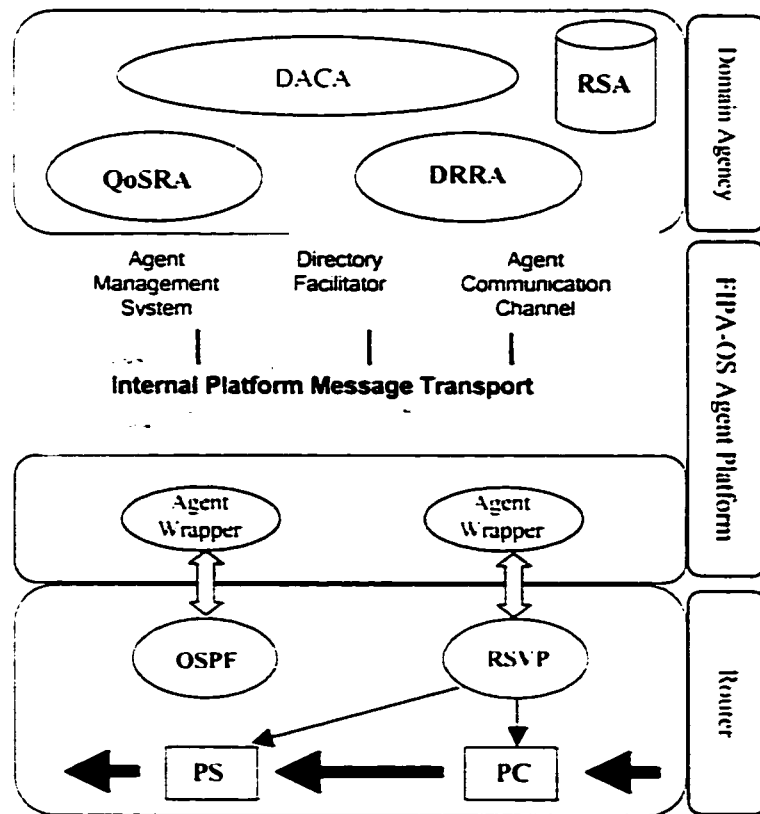 DACA
RSA
QoSRA
DRRA
Domain Agency
Agent
Management
System
Directory
Facilitator
Agent
Communication
Channel
Internal Platform Message Transport
FIPA-OS Agent Platform
Agent
Wrapper
Agent
Wrapper
OSPF
RSVP
PS
PC
Router